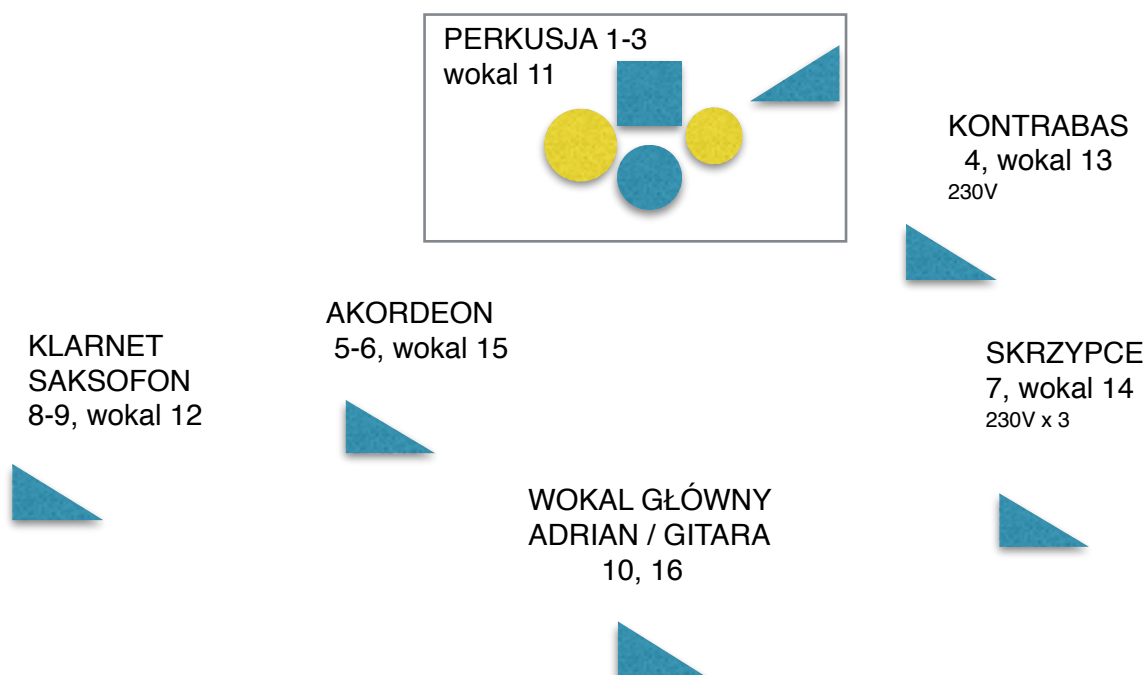 PERKUSJA 1-3
wokal 11
KONTRABAS
4, wokal 13
230V
AKORDEON
5-6, wokal 15
KLARNET
SAKSOFON
8-9, wokal 12
SKRZYPCE
7, wokal 14
230V x 3
WOKAL GŁÓWNY
ADRIAN / GITARA
10, 16